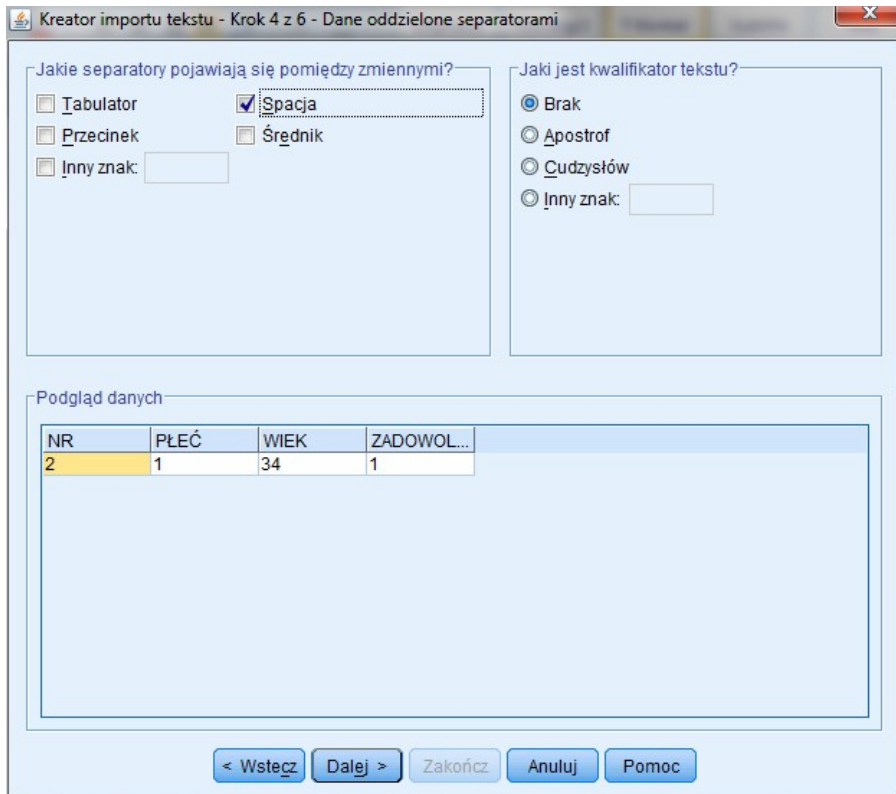 Kreator importu tekstu - Krok 4 z 6 - Dane oddzielone separatorami
Jakie separatory pojawiają się pomiędzy zmiennymi?
Tabulator
Spacja
Przecinek
Średnik
Inny znak:
Jaki jest kwalifikator tekstu?
Brak
Apostrof
Cudzysłów
Inny znak:
Podgląd danych
NR PŁEĆ WIEK ZADOWOL...
2 1 34 1
< Wstecz Dalej > Zakończ Anuluj Pomoc